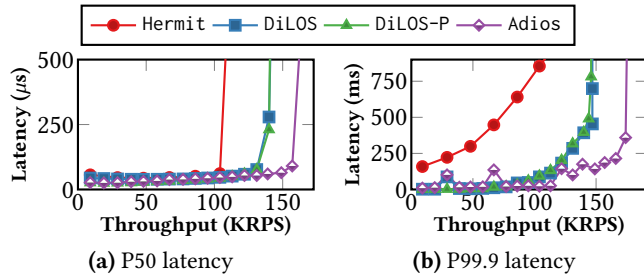 Hermit DiLOS DiLOS-P Adios
500
250
0
Latency (μs)
0 50 100 150
Throughput (KRPS)
(a) P50 latency
750
500
250
0
Latency (ms)
0 50 100 150
Throughput (KRPS)
(b) P99.9 latency